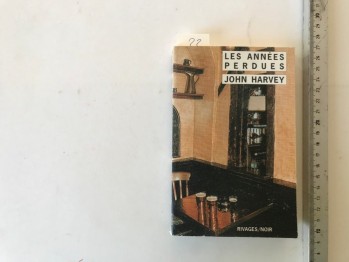 ??
LES ANNÉES
PERDUES
JOHN HARVEY
RIVAGES/NOIR